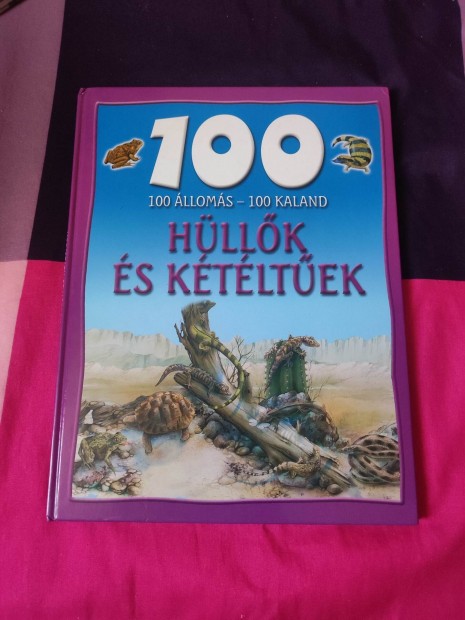 100
100 ÁLLOMÁS – 100 KALAND
HÜLLŐK
ÉS KÉTÉLTŰEK